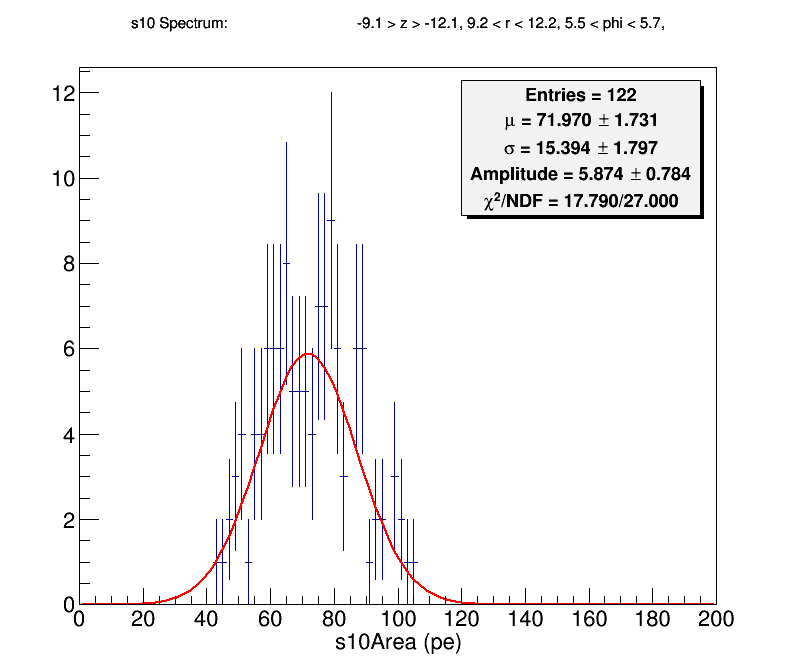 s10 Spectrum: -9.1 > z > -12.1, 9.2 < r < 12.2, 5.5 < phi < 5.7,
Entries = 122
μ = 71.970 ± 1.731
σ = 15.394 ± 1.797
Amplitude = 5.874 ± 0.784
χ²/NDF = 17.790/27.000
12
10
8
6
4
2
0
0 20 40 60 80 100 120 140 160 180 200
s10Area (pe)